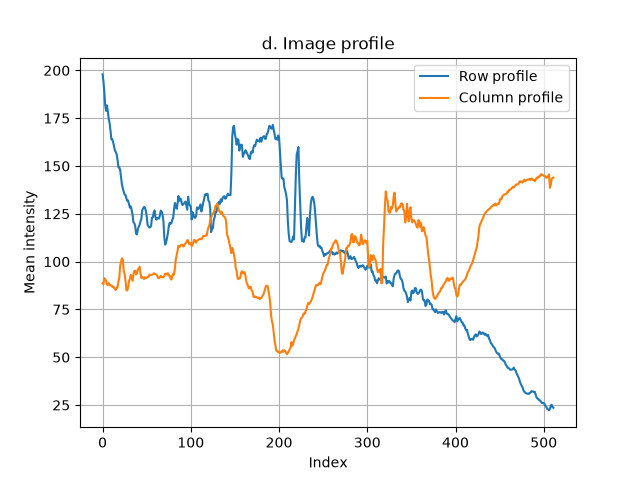 d. Image profile
Row profile
Column profile
Mean intensity
200
175
150
125
100
75
50
25
0 100 200 300 400 500
Index